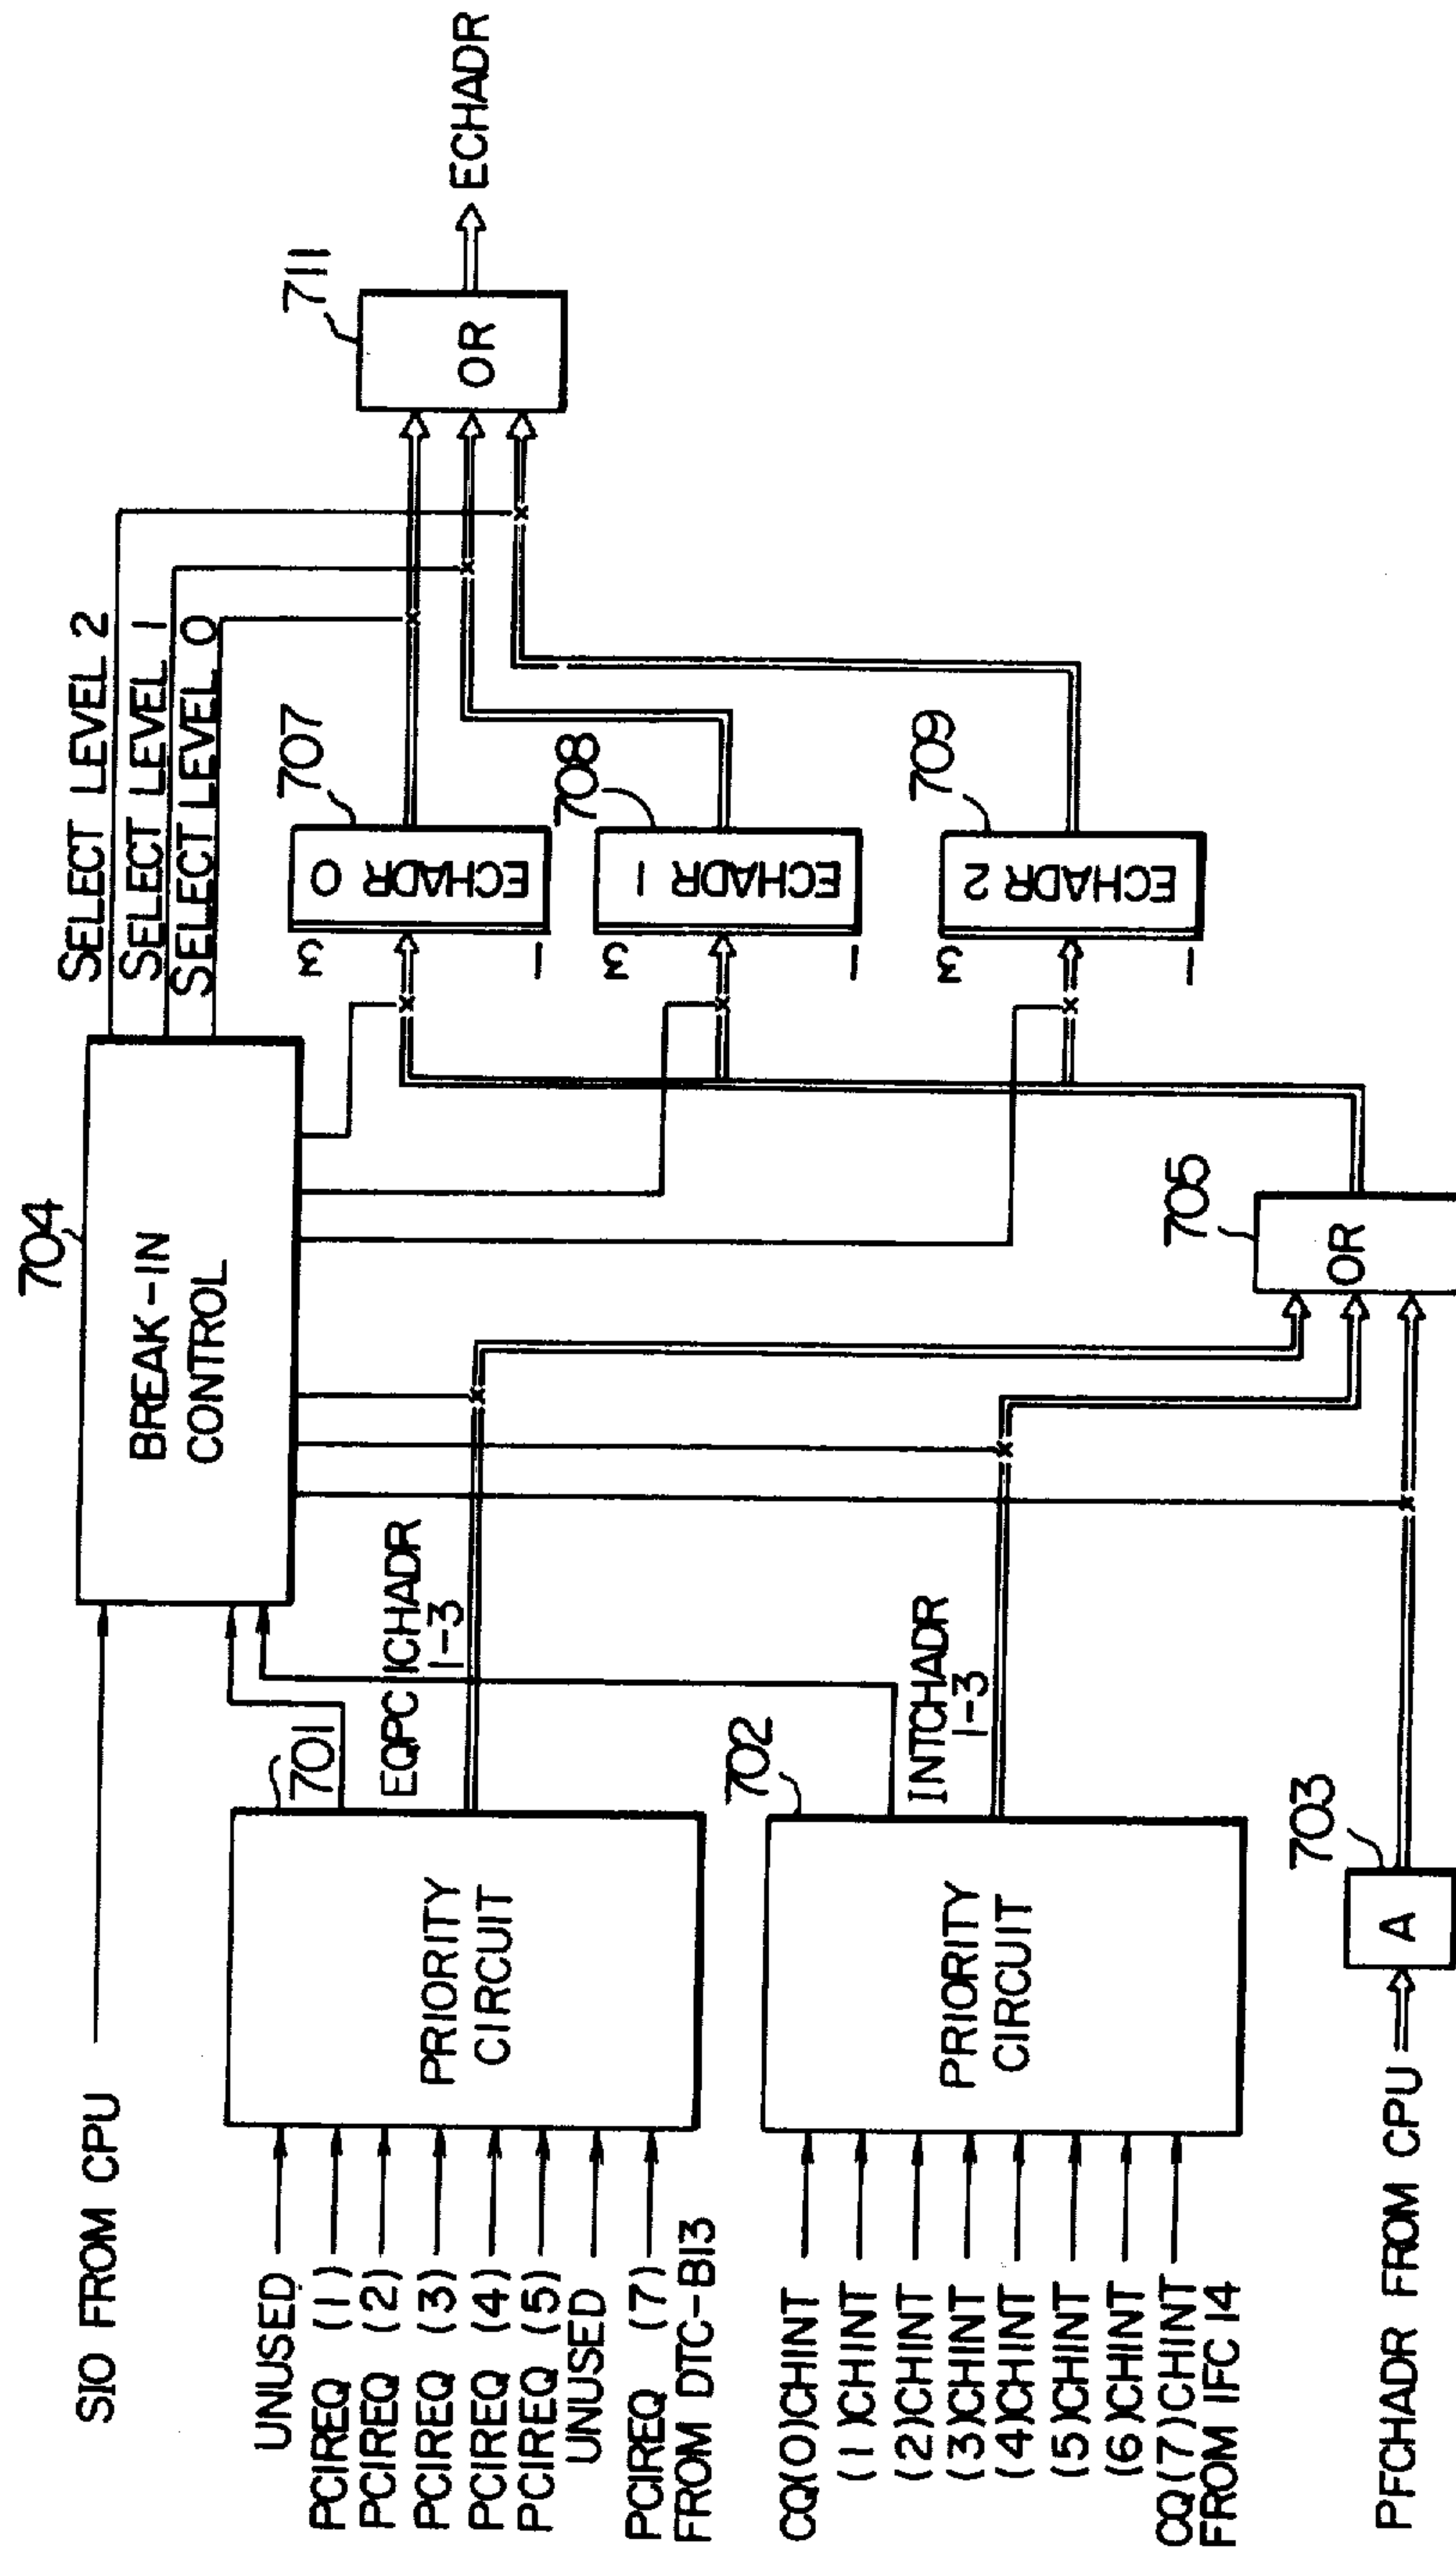 SIO FROM CPU
UNUSED
PCIREQ (1)
PCIREQ (2)
PCIREQ (3)
PCIREQ (4)
PCIREQ (5)
UNUSED
PCIREQ (7)
FROM DTC-B13
CQ(0)CHINT
(1)CHINT
(2)CHINT
(3)CHINT
(4)CHINT
(5)CHINT
(6)CHINT
CQ(7)CHINT
FROM IFC 14
PFCHADR FROM CPU
701
PRIORITY
CIRCUIT
702
PRIORITY
CIRCUIT
703
A
EQPCICHADR
1-3
INTCHADR
1-3
704
BREAK-IN
CONTROL
705
OR
SELECT LEVEL 2
SELECT LEVEL 1
SELECT LEVEL 0
707
3
ECHADR 0
1
708
3
ECHADR 1
1
709
3
ECHADR 2
1
711
OR
ECHADR